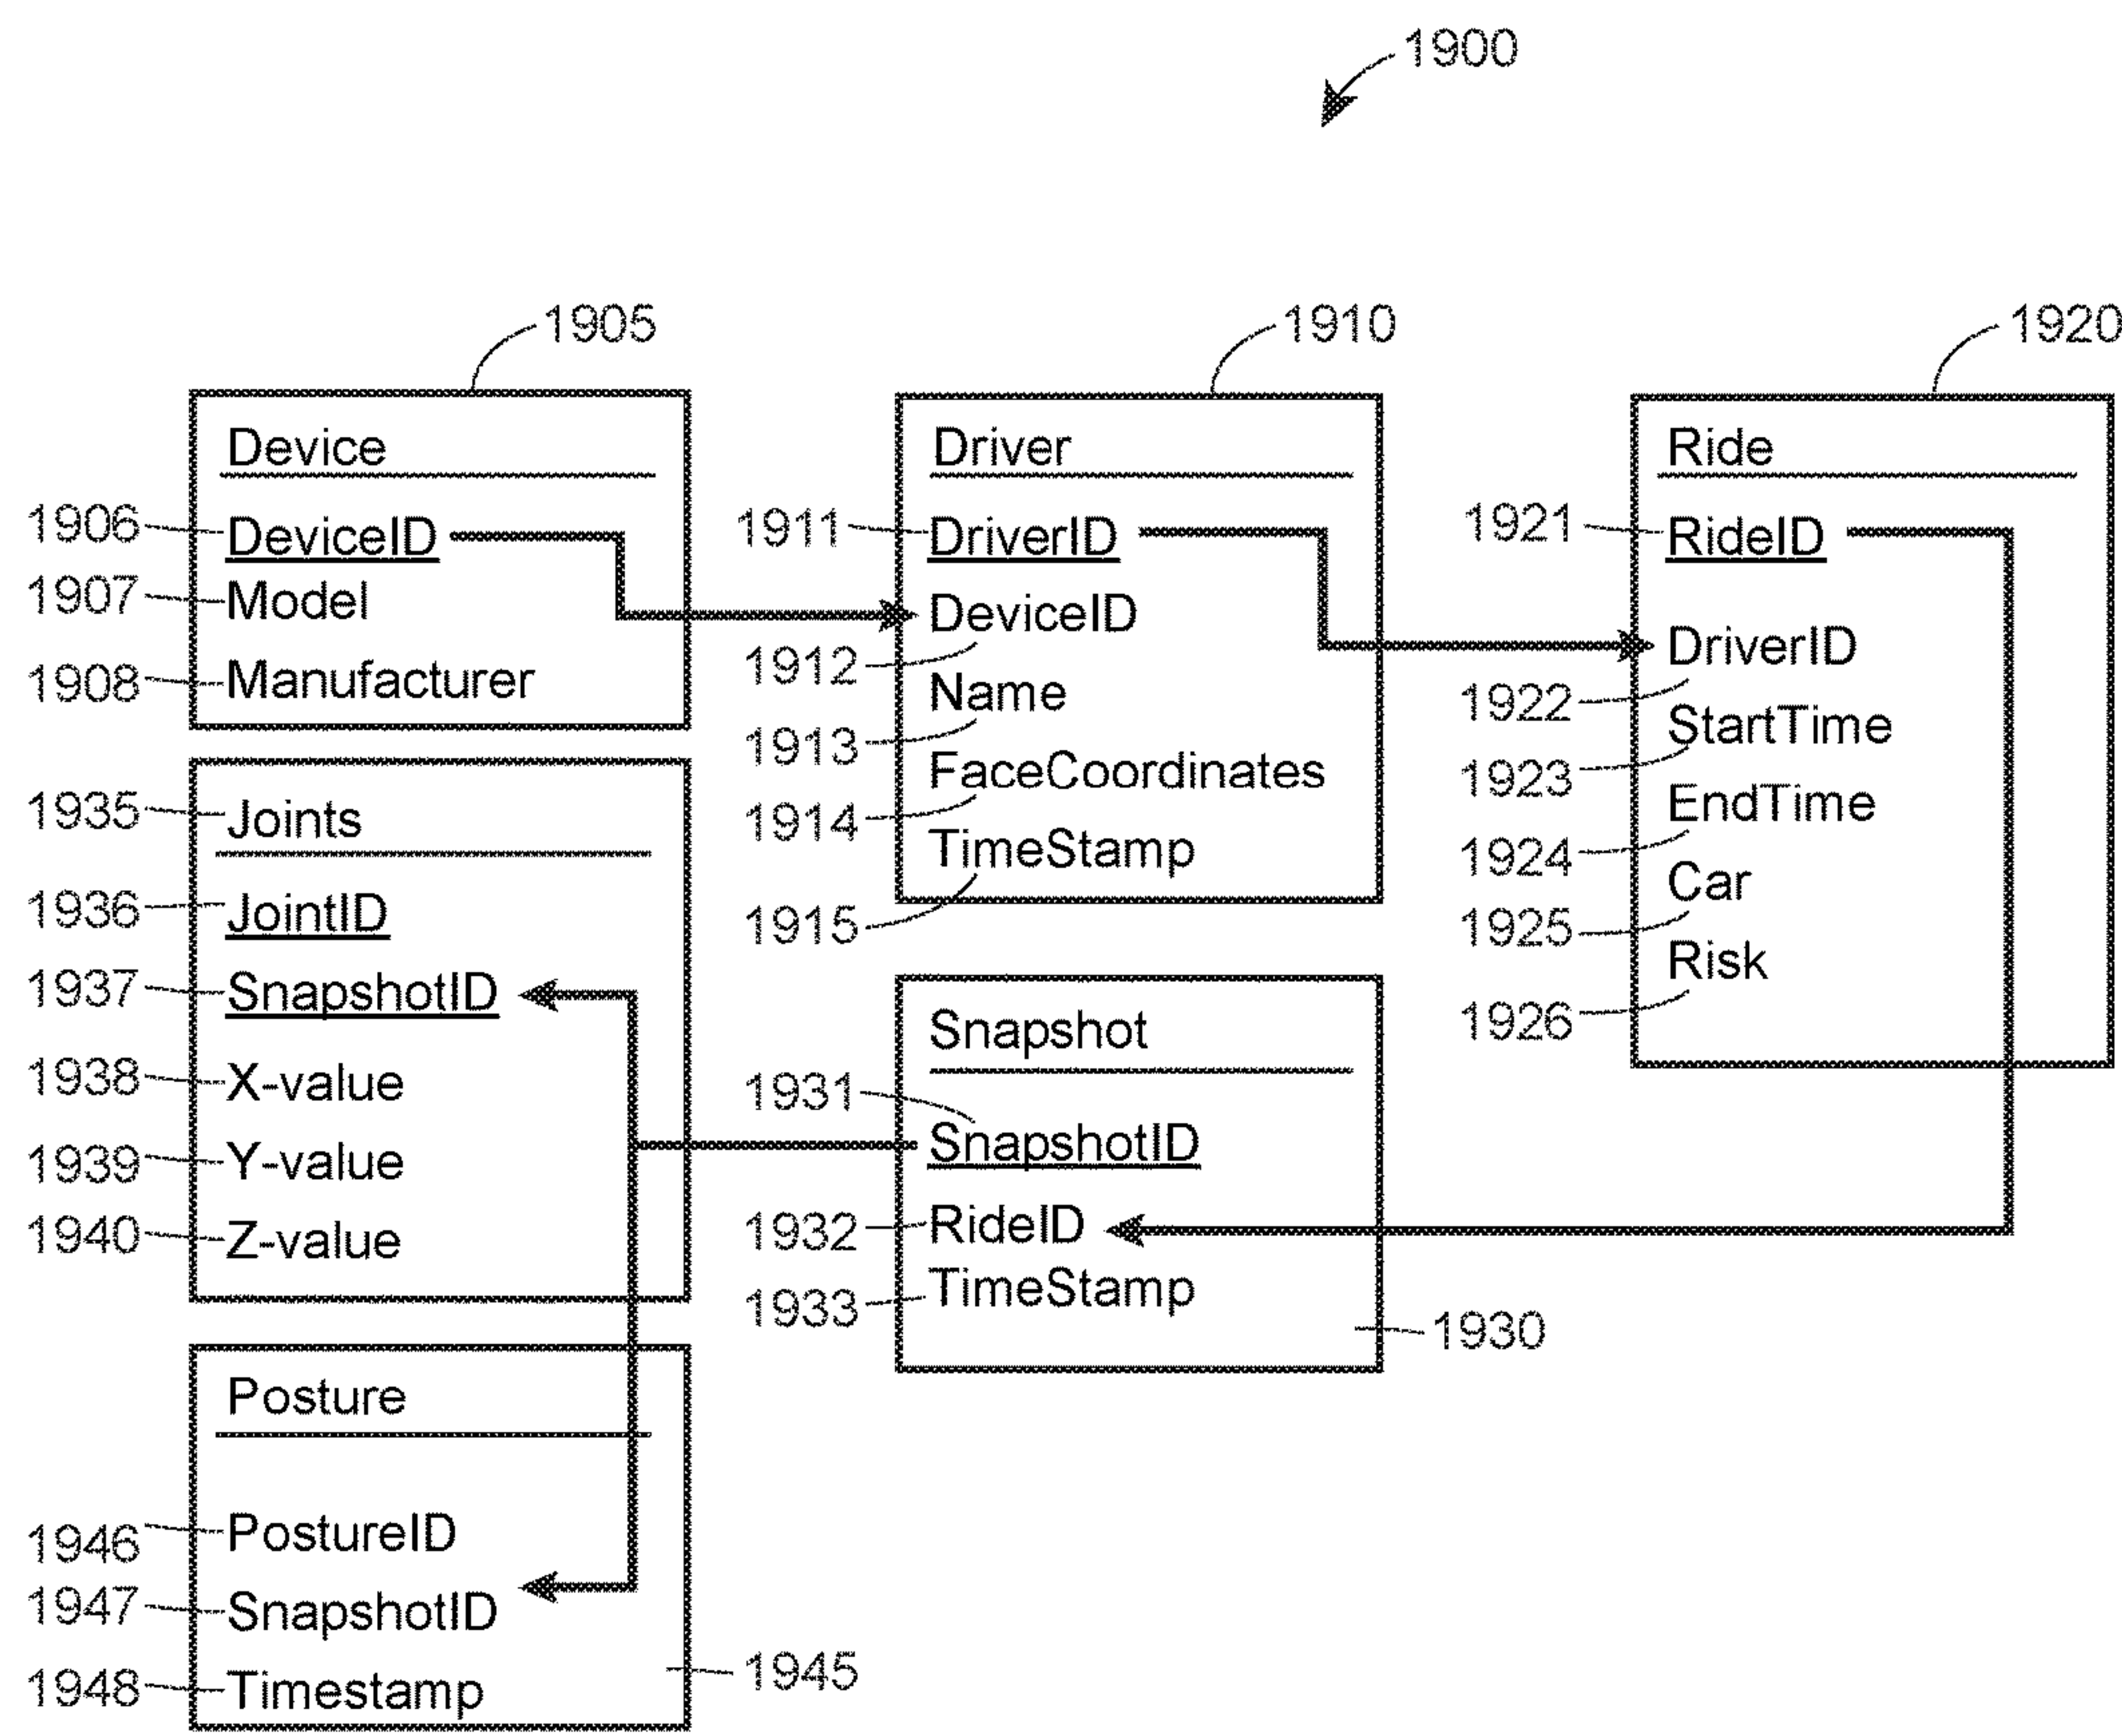 1900
1905
Device
1906 DeviceID
1907 Model
1908 Manufacturer
1910
Driver
1911 DriverID
DeviceID
1912
Name
1913
FaceCoordinates
1914
TimeStamp
1915
1920
Ride
1921 RideID
DriverID
1922
StartTime
1923
EndTime
1924
Car
1925
Risk
1926
1935 Joints
1936 JointID
1937 SnapshotID
1938 X-value
1939 Y-value
1940 Z-value
Snapshot
1931
SnapshotID
1932 RideID
1933 TimeStamp
1930
Posture
1946 PostureID
1947 SnapshotID
1948 Timestamp
1945